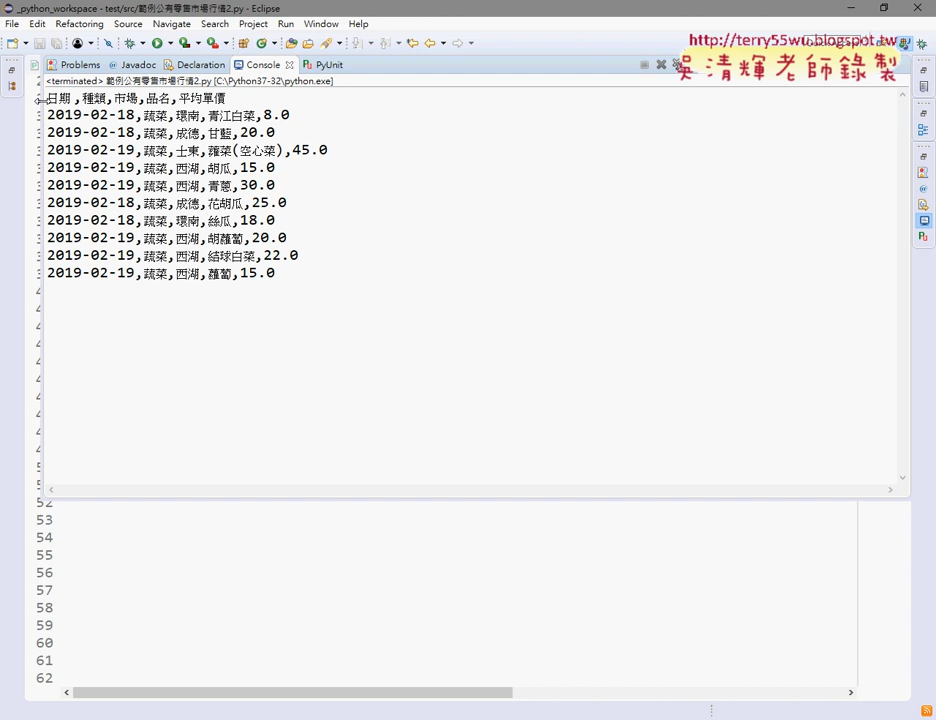 _python_workspace - test/src/範例公有零售市場行情2.py - Eclipse
File Edit Refactoring Source Navigate Search Project Run Window Help
http://terry55wu.blogspot.tw
吳清輝老師錄製
Problems Javadoc Declaration Console PyUnit
<terminated> 範例公有零售市場行情2.py [C:\Python37-32\python.exe]
日期 ,種類,市場,品名,平均單價
2019-02-18,蔬菜,環南,青江白菜,8.0
2019-02-18,蔬菜,成德,甘藍,20.0
2019-02-19,蔬菜,士東,蕹菜(空心菜),45.0
2019-02-19,蔬菜,西湖,胡瓜,15.0
2019-02-19,蔬菜,西湖,青蔥,30.0
2019-02-18,蔬菜,成德,花胡瓜,25.0
2019-02-18,蔬菜,環南,絲瓜,18.0
2019-02-19,蔬菜,西湖,胡蘿蔔,20.0
2019-02-19,蔬菜,西湖,結球白菜,22.0
2019-02-19,蔬菜,西湖,蘿蔔,15.0
52
53
54
55
56
57
58
59
60
61
62